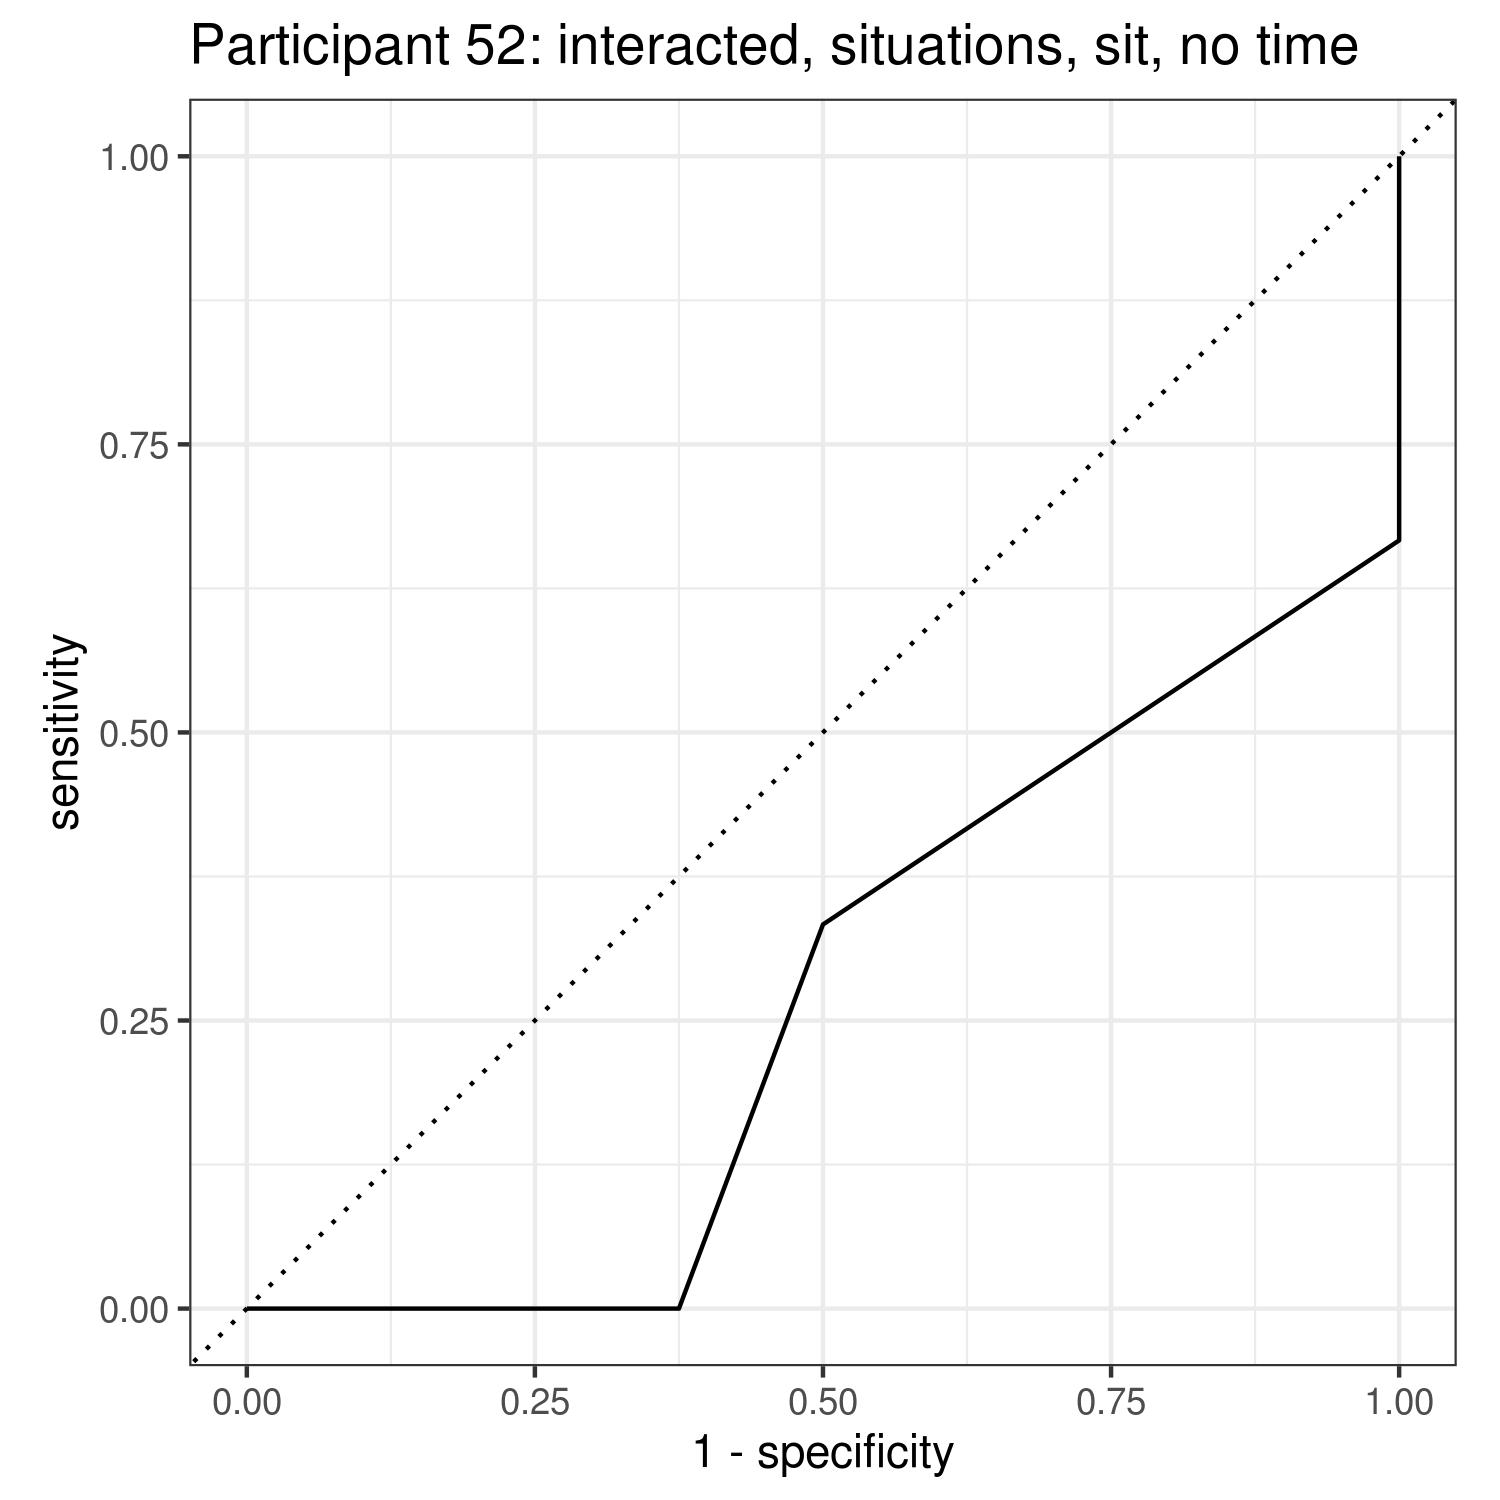 Participant 52: interacted, situations, sit, no time
1.00
0.75
0.50
0.25
0.00
sensitivity
0.00 0.25 0.50 0.75 1.00
1 - specificity